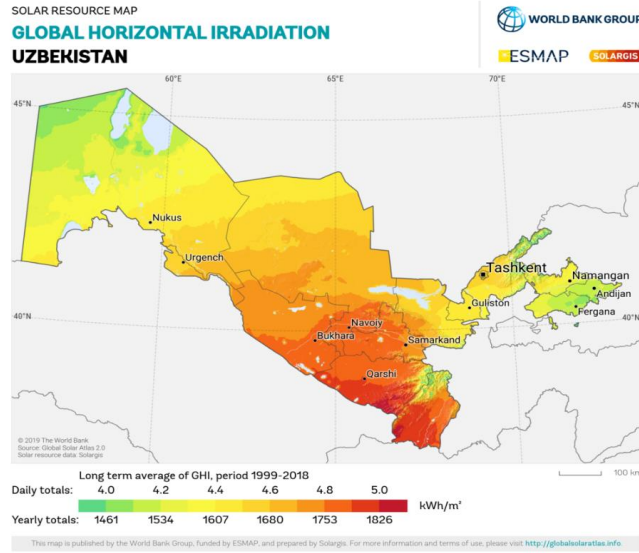 SOLAR RESOURCE MAP
GLOBAL HORIZONTAL IRRADIATION
UZBEKISTAN
WORLD BANK GROUP
ESMAP
SOLARGIS
60°E
65°E
70°E
45°N
45°N
Nukus
Urgench
Tashkent
Namangan
Andijan
Guliston
Fergana
40°N
40°N
Navoiy
Bukhara
Samarkand
Qarshi
© 2019 The World Bank
Source: Global Solar Atlas 2.0
Solar resource data: Solargis
100 km
Long term average of GHI, period 1999-2018
Daily totals: 4.0 4.2 4.4 4.6 4.8 5.0
kWh/m²
Yearly totals: 1461 1534 1607 1680 1753 1826
This map is published by the World Bank Group, funded by ESMAP, and prepared by Solargis. For more information and terms of use, please visit http://globalsolaratlas.info.